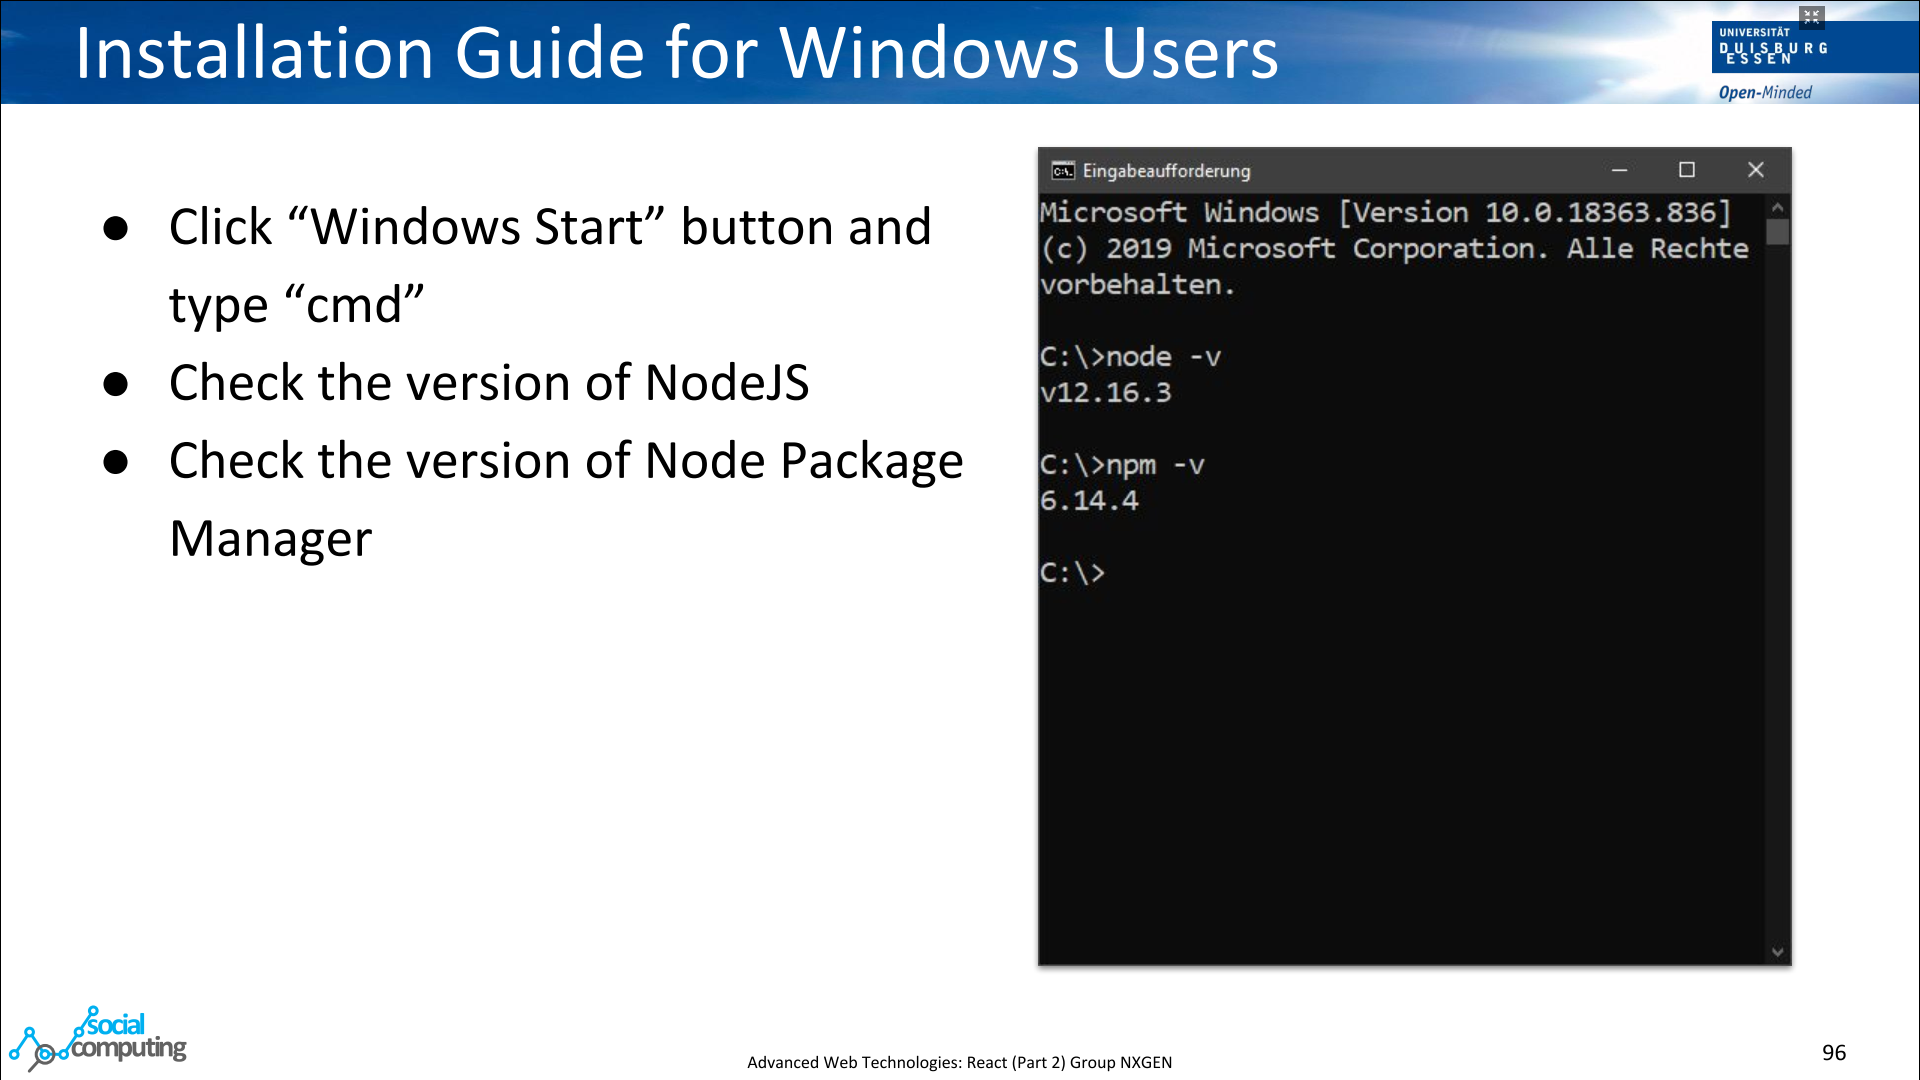 Installation Guide for Windows Users
UNIVERSITÄT
DUISBURG
ESSEN
Open-Minded
● Click “Windows Start” button and
type “cmd”
● Check the version of NodeJS
● Check the version of Node Package
Manager
Eingabeaufforderung
Microsoft Windows [Version 10.0.18363.836]
(c) 2019 Microsoft Corporation. Alle Rechte
vorbehalten.
C:\>node -v
v12.16.3
C:\>npm -v
6.14.4
C:\>
social
computing
Advanced Web Technologies: React (Part 2) Group NXGEN
96